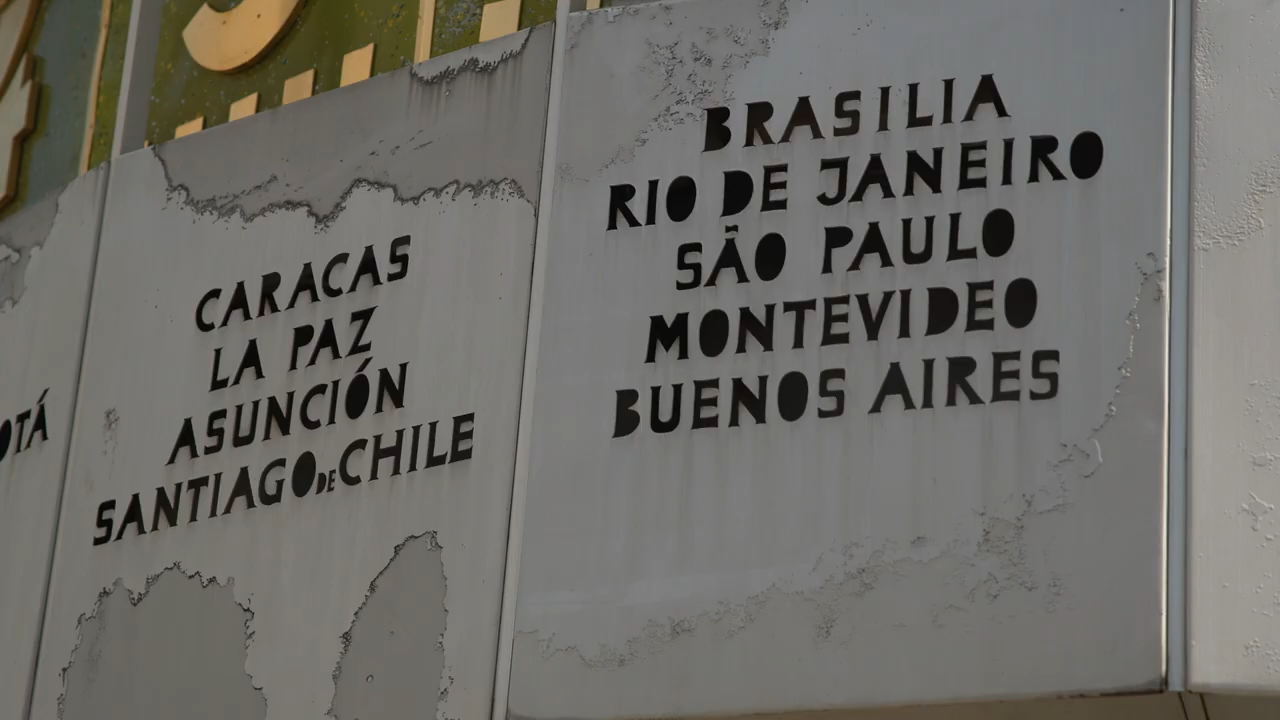 CARACAS
LA PAZ
ASUNCIÓN
SANTIAGO DE CHILE
BRASILIA
RIO DE JANEIRO
SÃO PAULO
MONTEVIDEO
BUENOS AIRES